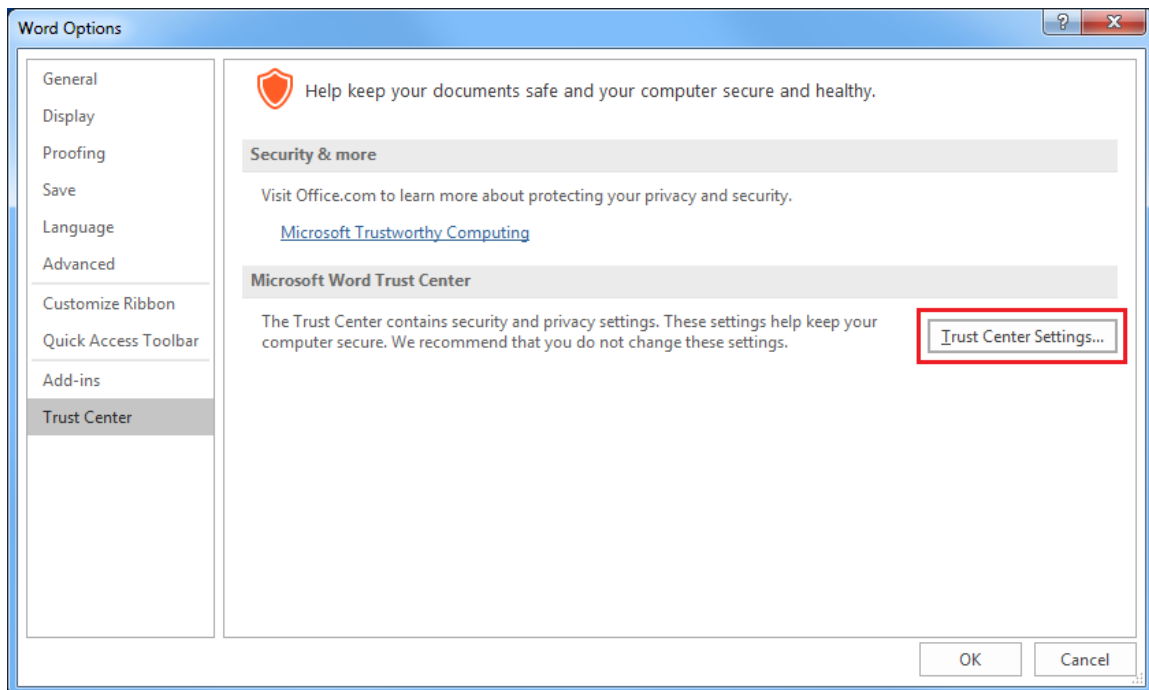 Word Options
General
Display
Proofing
Save
Language
Advanced
Customize Ribbon
Quick Access Toolbar
Add-ins
Trust Center
Help keep your documents safe and your computer secure and healthy.
Security & more
Visit Office.com to learn more about protecting your privacy and security.
Microsoft Trustworthy Computing
Microsoft Word Trust Center
The Trust Center contains security and privacy settings. These settings help keep your
computer secure. We recommend that you do not change these settings.
Trust Center Settings...
OK
Cancel